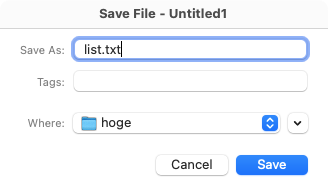 Save File - Untitled1
Save As: list.txt
Tags:
Where: hoge
Cancel Save